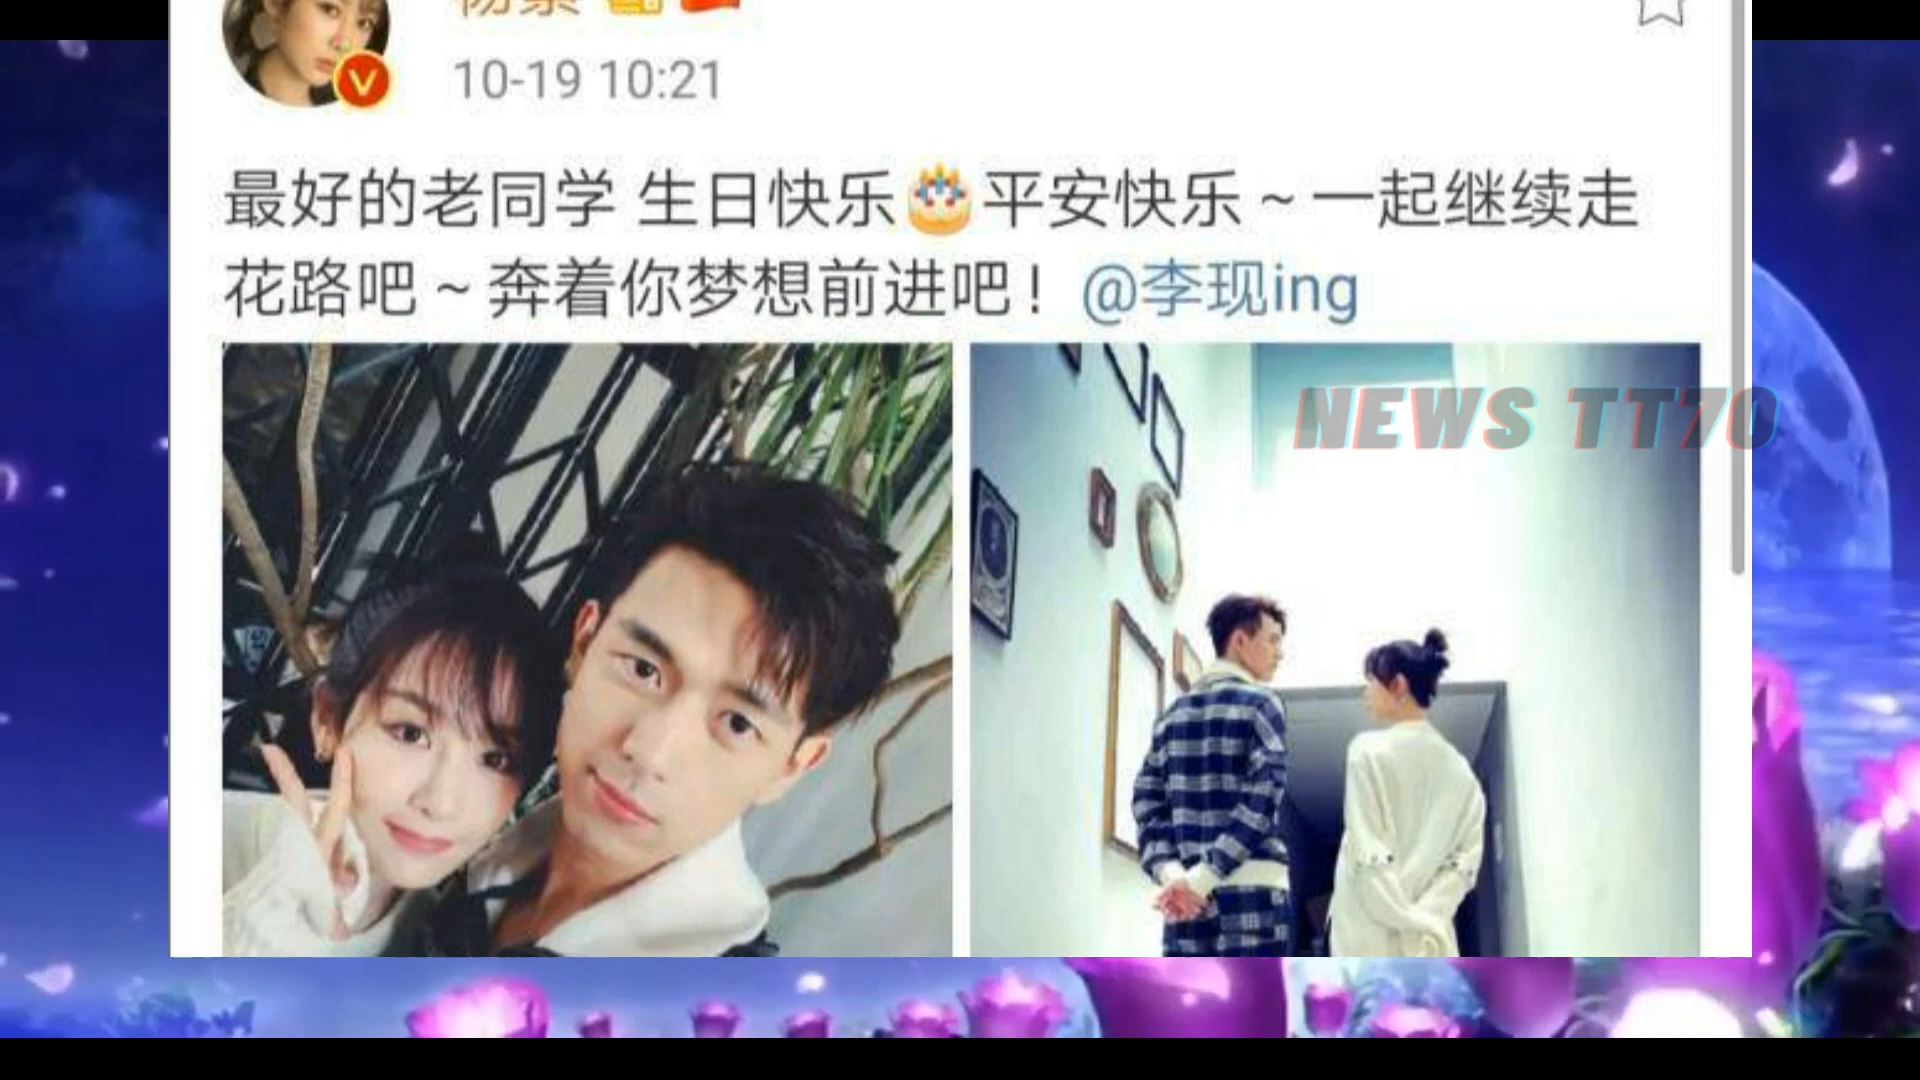 杨紫
10-19 10:21
最好的老同学 生日快乐🎂平安快乐~一起继续走
花路吧~奔着你梦想前进吧! @李现ing
NEWS TT70